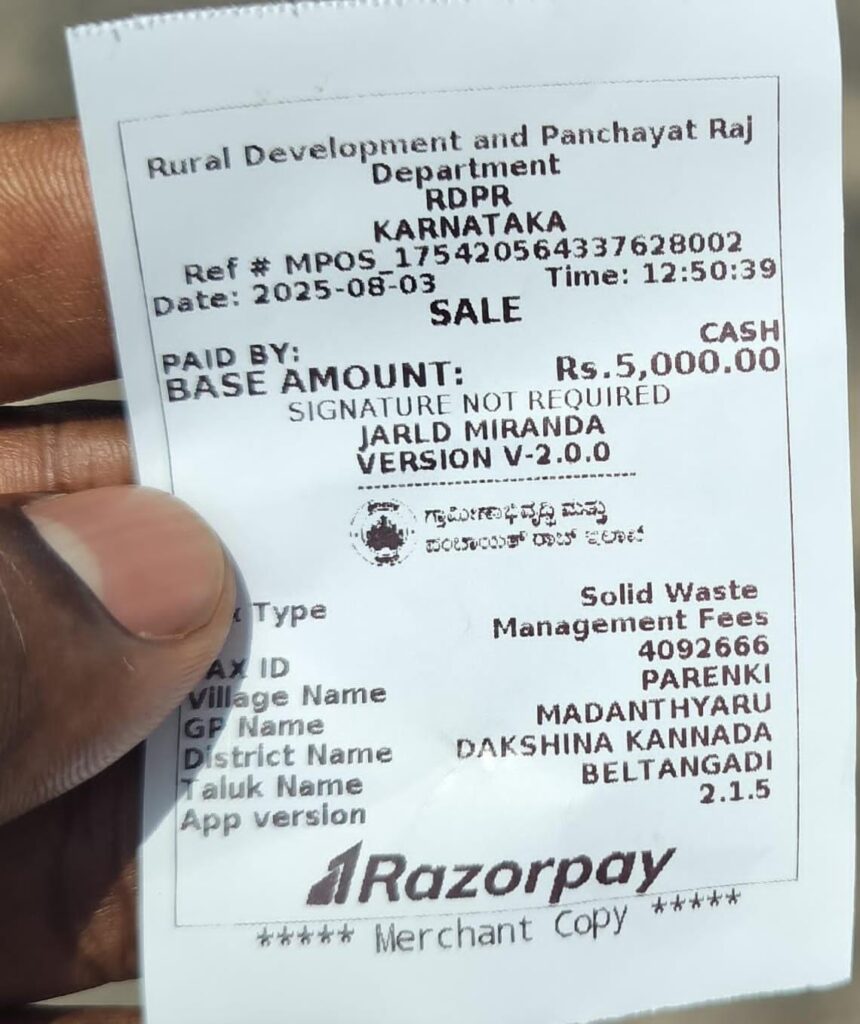 Rural Development and Panchayat Raj
Department
RDPR
KARNATAKA
Ref # MPOS_175420564337628002
Date: 2025-08-03 Time: 12:50:39
SALE
PAID BY: CASH
BASE AMOUNT: Rs.5,000.00
SIGNATURE NOT REQUIRED
JARLD MIRANDA
VERSION V-2.0.0
ಗ್ರಾಮೀಣಾಭಿವೃದ್ಧಿ ಮತ್ತು
ಪಂಚಾಯತ್ ರಾಜ್ ಇಲಾಖೆ
Type Solid Waste
Management Fees
AX ID 4092666
Village Name PARENKI
GP Name MADANTHYARU
District Name DAKSHINA KANNADA
Taluk Name BELTANGADI
App version 2.1.5
Razorpay
***** Merchant Copy *****